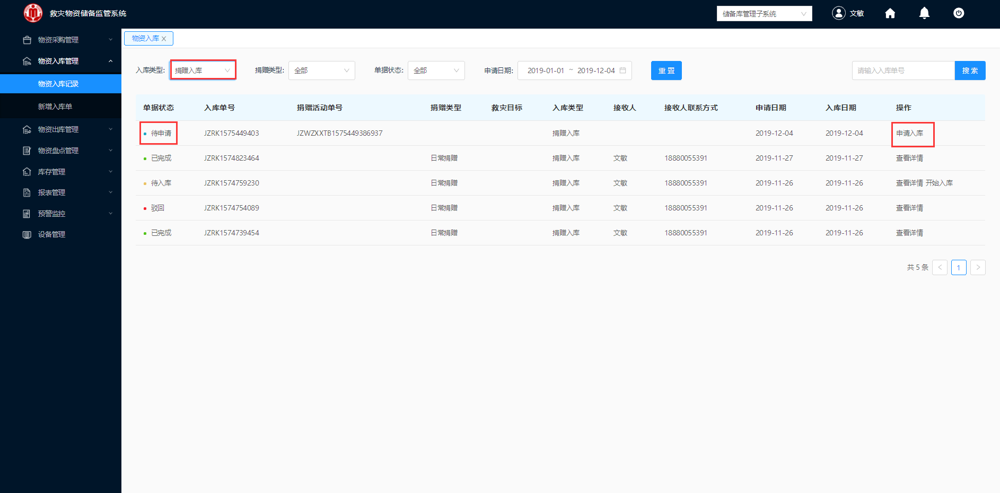 救灾物资储备监管系统
储备库管理子系统
文敏
物资采购管理
物资入库管理
物资入库记录
新增入库单
物资出库管理
物资盘点管理
库存管理
报表管理
预警监控
设备管理
物资入库
入库类型: 捐赠入库 捐赠类型: 全部 单据状态: 全部 申请日期: 2019-01-01 ~ 2019-12-04 重 置 请输入入库单号 搜 索
单据状态 入库单号 捐赠活动单号 捐赠类型 救灾目标 入库类型 接收人 接收人联系方式 申请日期 入库日期 操作
待申请 JZRK1575449403 JZWZXXTB1575449386937 捐赠入库 2019-12-04 2019-12-04 申请入库
已完成 JZRK1574823464 日常捐赠 捐赠入库 文敏 18880055391 2019-11-27 2019-11-27 查看详情
待入库 JZRK1574759230 日常捐赠 捐赠入库 文敏 18880055391 2019-11-26 2019-11-26 查看详情 开始入库
驳回 JZRK1574754089 日常捐赠 捐赠入库 文敏 18880055391 2019-11-26 2019-11-26 查看详情
已完成 JZRK1574739454 日常捐赠 捐赠入库 文敏 18880055391 2019-11-26 2019-11-26 查看详情
共 5 条 < 1 >